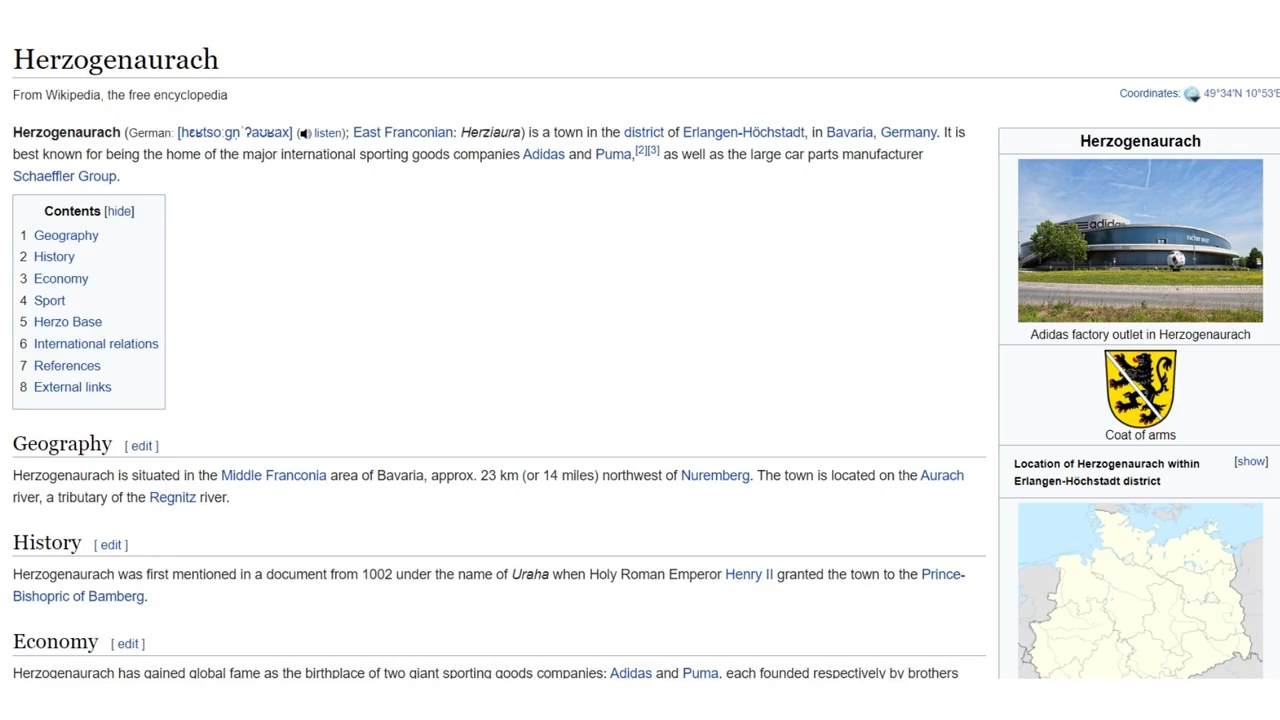 Herzogenaurach
From Wikipedia, the free encyclopedia
Coordinates: 49°34′N 10°53′E
Herzogenaurach (German: [hɛʁtsoːɡn̩ˈʔaʊʁax] (listen); East Franconian: Herziaura) is a town in the district of Erlangen-Höchstadt, in Bavaria, Germany. It is
best known for being the home of the major international sporting goods companies Adidas and Puma,[2][3] as well as the large car parts manufacturer
Schaeffler Group.
Contents [hide]
1 Geography
2 History
3 Economy
4 Sport
5 Herzo Base
6 International relations
7 References
8 External links
Geography [ edit ]
Herzogenaurach is situated in the Middle Franconia area of Bavaria, approx. 23 km (or 14 miles) northwest of Nuremberg. The town is located on the Aurach
river, a tributary of the Regnitz river.
History [ edit ]
Herzogenaurach was first mentioned in a document from 1002 under the name of Uraha when Holy Roman Emperor Henry II granted the town to the Prince-
Bishopric of Bamberg.
Economy [ edit ]
Herzogenaurach has gained global fame as the birthplace of two giant sporting goods companies: Adidas and Puma, each founded respectively by brothers
Herzogenaurach
adidas
Adidas factory outlet in Herzogenaurach
Coat of arms
Location of Herzogenaurach within [show]
Erlangen-Höchstadt district